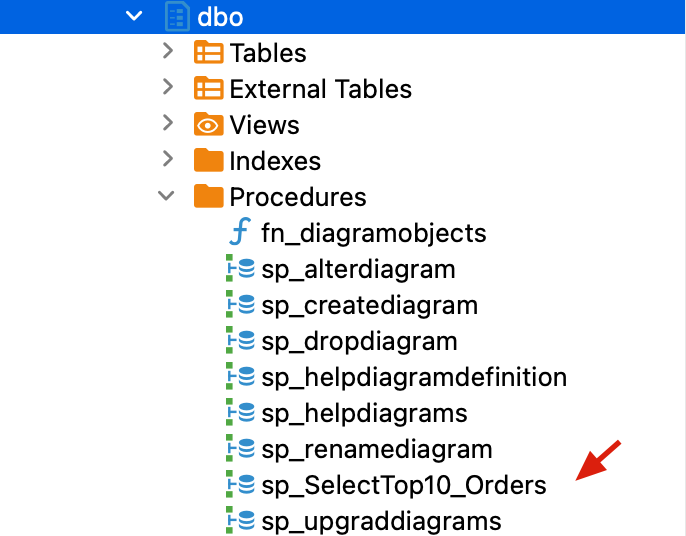 dbo
Tables
External Tables
Views
Indexes
Procedures
fn_diagramobjects
sp_alterdiagram
sp_creatediagram
sp_dropdiagram
sp_helpdiagramdefinition
sp_helpdiagrams
sp_renamediagram
sp_SelectTop10_Orders
sp_upgraddiagrams